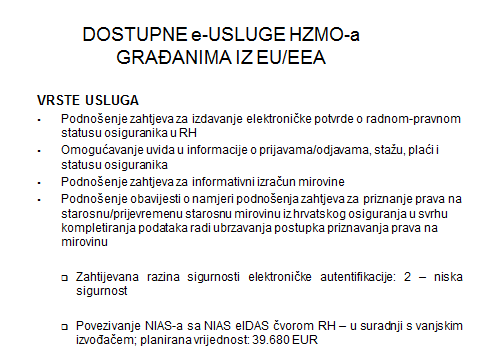 DOSTUPNE e-USLUGE HZMO-a
GRAĐANIMA IZ EU/EEA
VRSTE USLUGA
• Podnošenje zahtjeva za izdavanje elektroničke potvrde o radnom-pravnom
statusu osiguranika u RH
• Omogućavanje uvida u informacije o prijavama/odjavama, stažu, plaći i
statusu osiguranika
• Podnošenje zahtjeva za informativni izračun mirovine
• Podnošenje obavijesti o namjeri podnošenja zahtjeva za priznanje prava na
starosnu/prijevremenu starosnu mirovinu iz hrvatskog osiguranja u svrhu
kompletiranja podataka radi ubrzavanja postupka priznavanja prava na
mirovinu
❑ Zahtijevana razina sigurnosti elektroničke autentifikacije: 2 – niska
sigurnost
❑ Povezivanje NIAS-a sa NIAS eIDAS čvorom RH – u suradnji s vanjskim
izvođačem; planirana vrijednost: 39.680 EUR